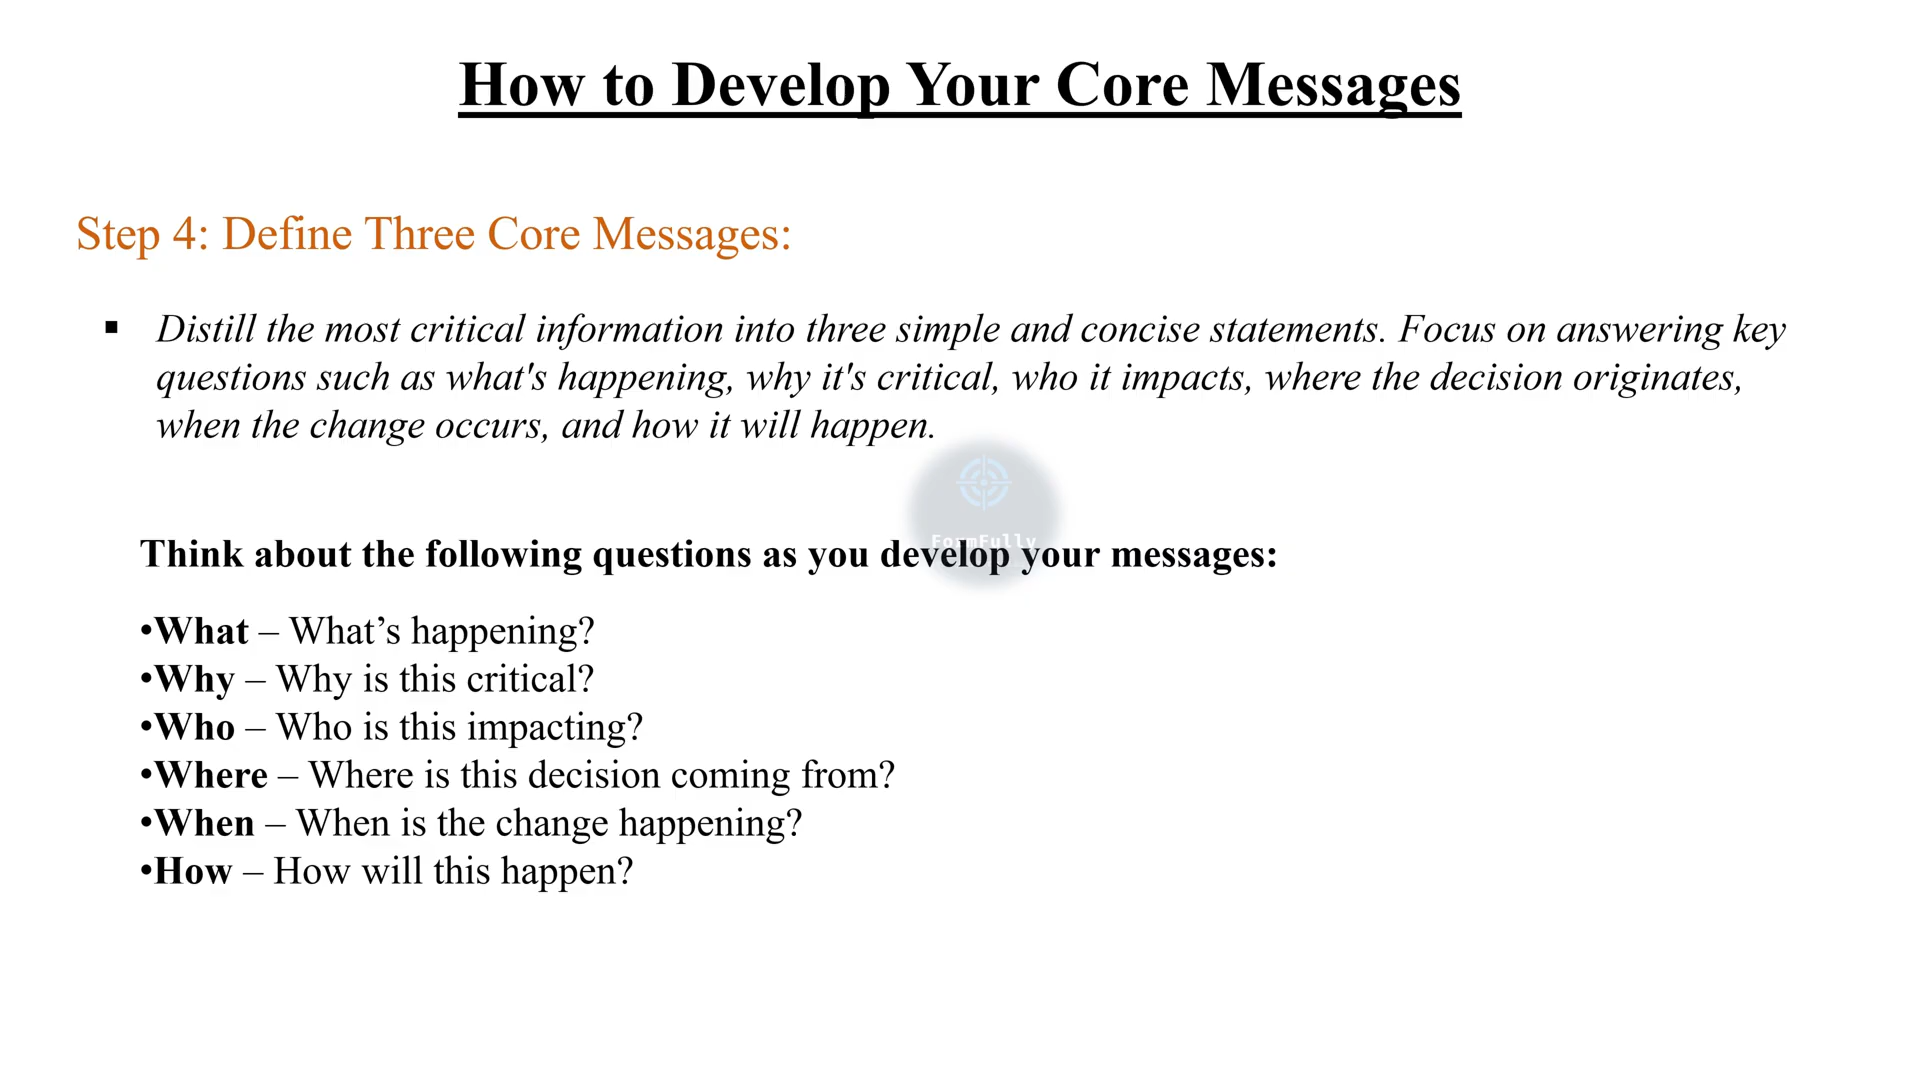 How to Develop Your Core Messages
Step 4: Define Three Core Messages:
▪ Distill the most critical information into three simple and concise statements. Focus on answering key
questions such as what's happening, why it's critical, who it impacts, where the decision originates,
when the change occurs, and how it will happen.
FormFully
Think about the following questions as you develop your messages:
•What – What’s happening?
•Why – Why is this critical?
•Who – Who is this impacting?
•Where – Where is this decision coming from?
•When – When is the change happening?
•How – How will this happen?